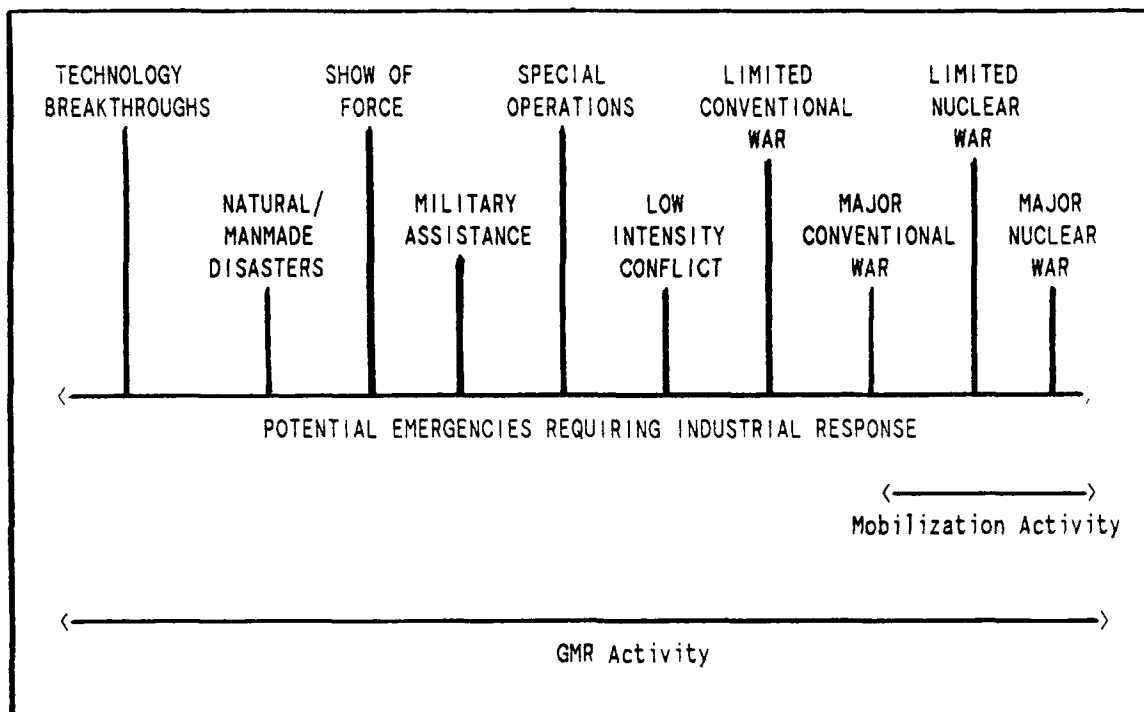 TECHNOLOGY
BREAKTHROUGHS
NATURAL/
MANMADE
DISASTERS
SHOW OF
FORCE
MILITARY
ASSISTANCE
SPECIAL
OPERATIONS
LOW
INTENSITY
CONFLICT
LIMITED
CONVENTIONAL
WAR
MAJOR
CONVENTIONAL
WAR
LIMITED
NUCLEAR
WAR
MAJOR
NUCLEAR
WAR
POTENTIAL EMERGENCIES REQUIRING INDUSTRIAL RESPONSE
Mobilization Activity
GMR Activity